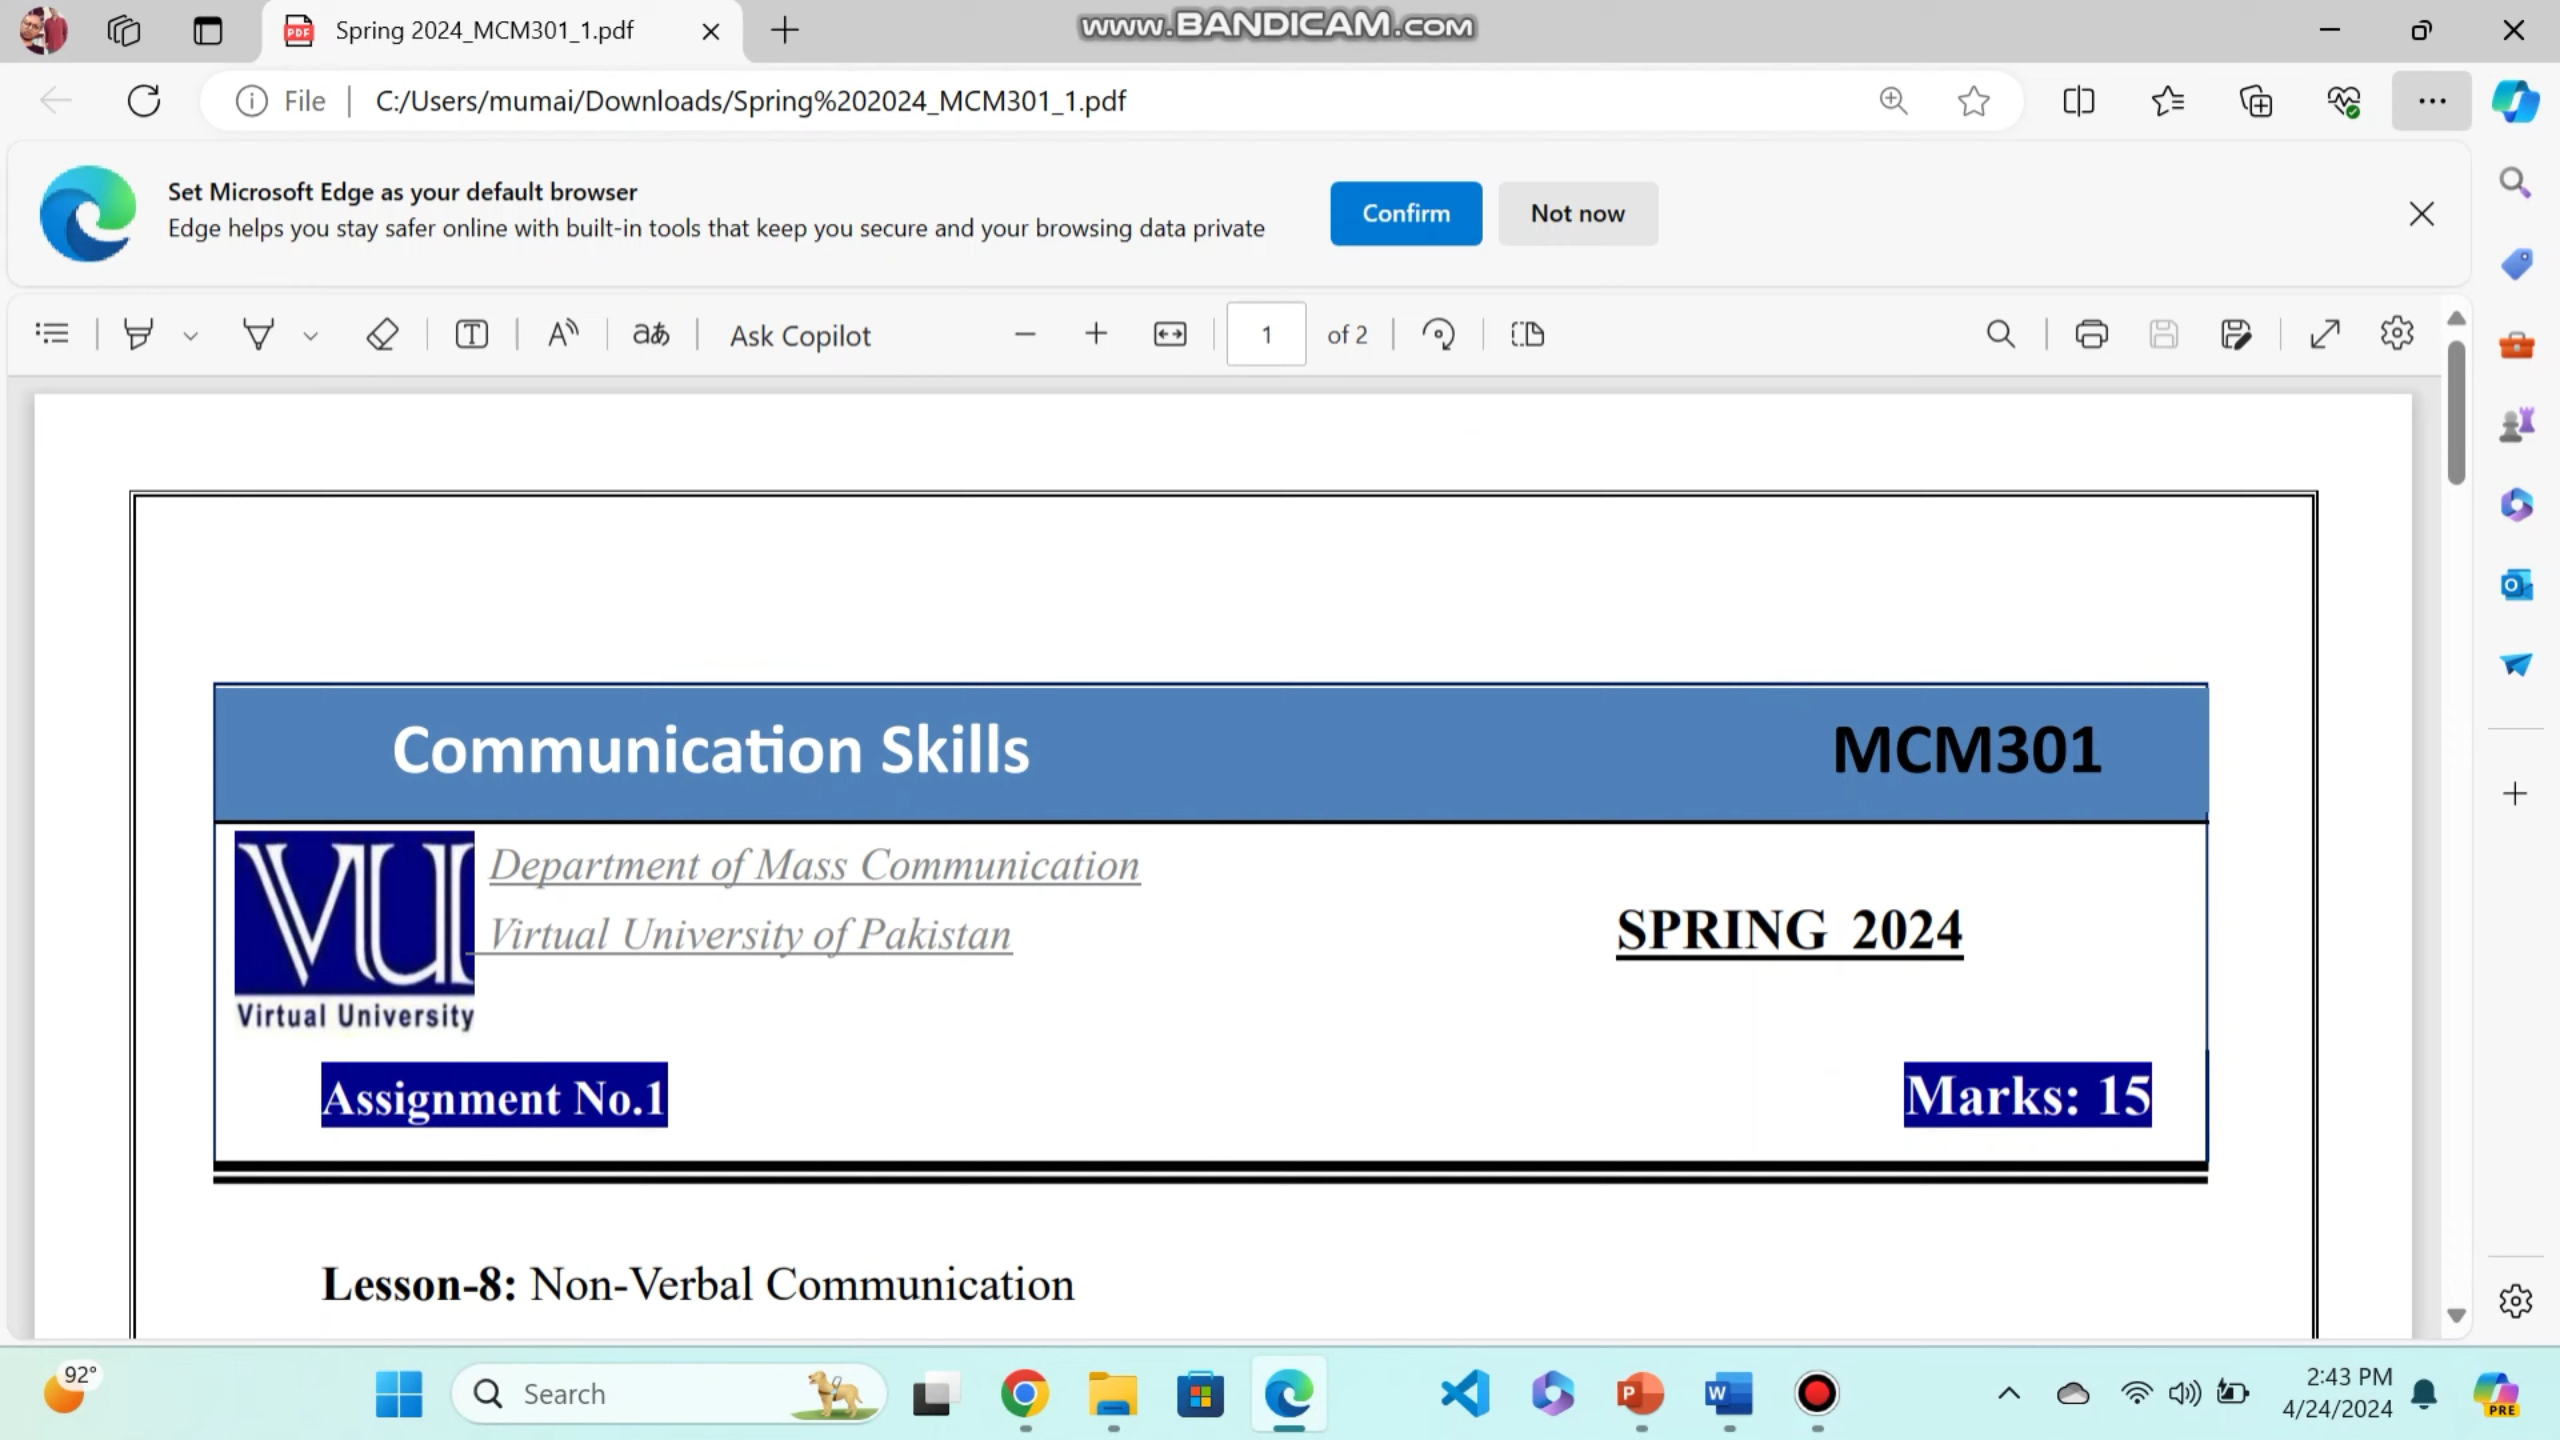 Spring 2024_MCM301_1.pdf
www.BANDICAM.com
File
C:/Users/mumai/Downloads/Spring%202024_MCM301_1.pdf
Set Microsoft Edge as your default browser
Edge helps you stay safer online with built-in tools that keep you secure and your browsing data private
Confirm
Not now
Ask Copilot
1
of 2
Communication Skills
MCM301
VU
Virtual University
Department of Mass Communication
Virtual University of Pakistan
SPRING 2024
Assignment No.1
Marks: 15
Lesson-8: Non-Verbal Communication
92°
Search
2:43 PM
4/24/2024
PRE